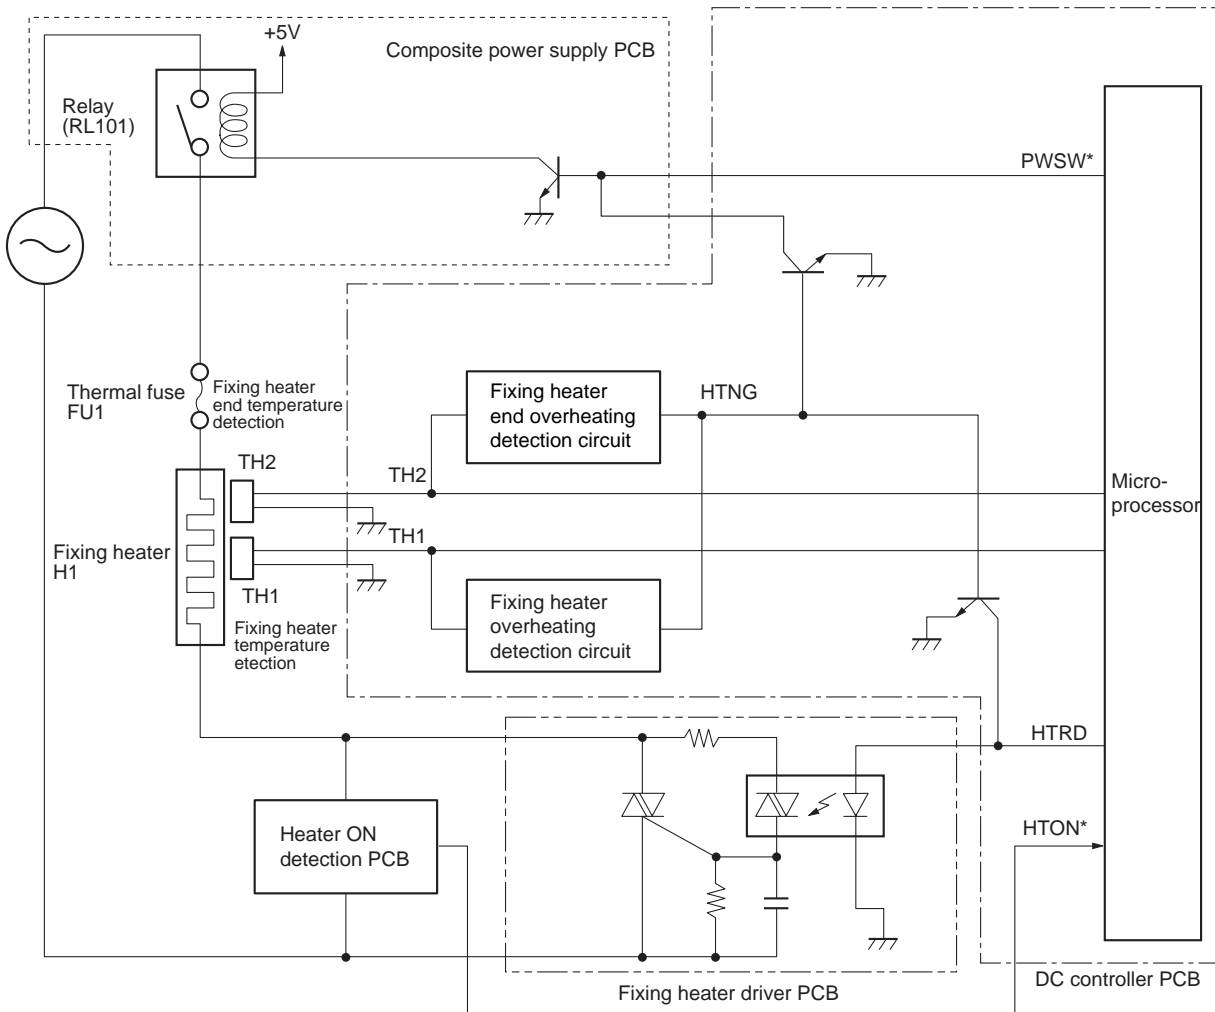 +5V
Composite power supply PCB
Relay
(RL101)
PWSW*
Thermal fuse
FU1
Fixing heater
end temperature
detection
Fixing heater
end overheating
detection circuit
HTNG
TH2
TH2
Micro-
processor
TH1
Fixing heater
H1
TH1
Fixing heater
overheating
detection circuit
Fixing heater
temperature
etection
HTRD
Heater ON
detection PCB
HTON*
Fixing heater driver PCB
DC controller PCB